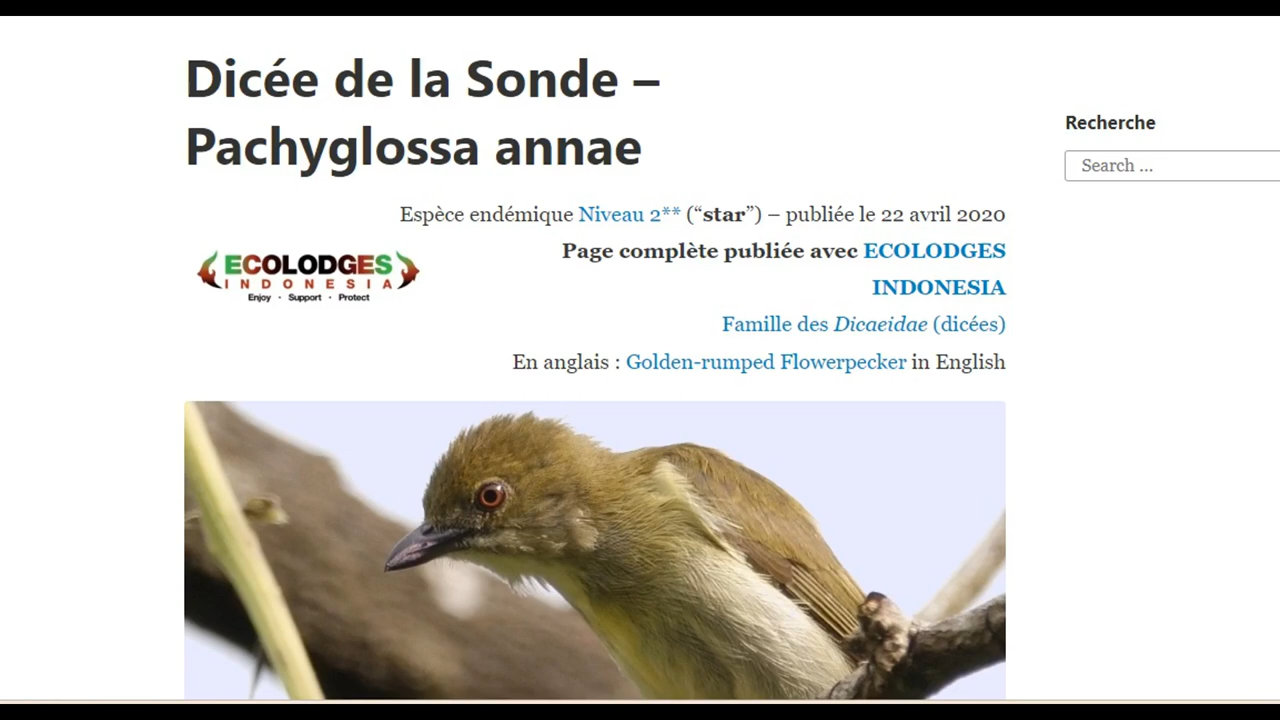 Dicée de la Sonde –
Pachyglossa annae
Recherche
Search ...
Espèce endémique Niveau 2** (“star”) – publiée le 22 avril 2020
Page complète publiée avec ECOLODGES
INDONESIA
ECOLODGES
INDONESIA
Enjoy · Support · Protect
Famille des Dicaeidae (dicées)
En anglais : Golden-rumped Flowerpecker in English